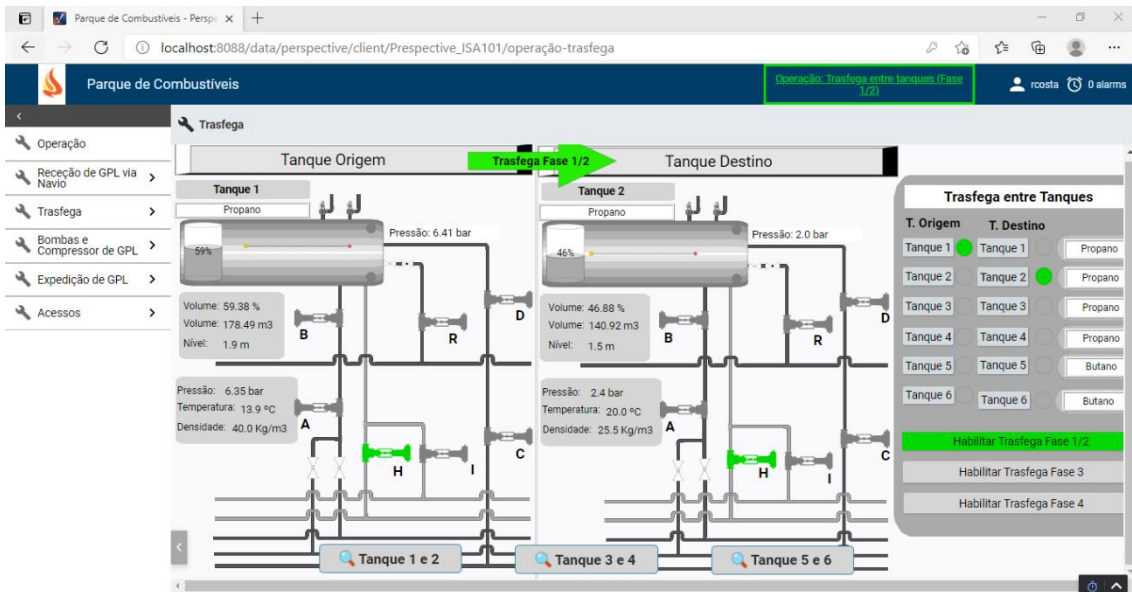 Parque de Combustíveis - Perspe
localhost:8088/data/perspective/client/Prespective_ISA101/operação-trasfega
Parque de Combustíveis
Operação: Trasfega entre tanques (Fase
1/2)
rcosta
0 alarms
Trasfega
Operação
Receção de GPL via
Navio
Trasfega
Bombas e
Compressor de GPL
Expedição de GPL
Acessos
Tanque Origem
Trasfega Fase 1/2
Tanque Destino
Tanque 1
Propano
Pressão: 6.41 bar
59%
Volume: 59.38 %
Volume: 178.49 m3
Nível: 1.9 m
B
R
D
Pressão: 6.35 bar
Temperatura: 13.9 ºC
Densidade: 40.0 Kg/m3
A
H
I
C
Tanque 2
Propano
Pressão: 2.0 bar
46%
Volume: 46.88 %
Volume: 140.92 m3
Nível: 1.5 m
B
R
D
Pressão: 2.4 bar
Temperatura: 20.0 ºC
Densidade: 25.5 Kg/m3
A
H
I
C
Trasfega entre Tanques
T. Origem T. Destino
Tanque 1 Tanque 1 Propano
Tanque 2 Tanque 2 Propano
Tanque 3 Tanque 3 Propano
Tanque 4 Tanque 4 Propano
Tanque 5 Tanque 5 Butano
Tanque 6 Tanque 6 Butano
Habilitar Trasfega Fase 1/2
Habilitar Trasfega Fase 3
Habilitar Trasfega Fase 4
Tanque 1 e 2
Tanque 3 e 4
Tanque 5 e 6